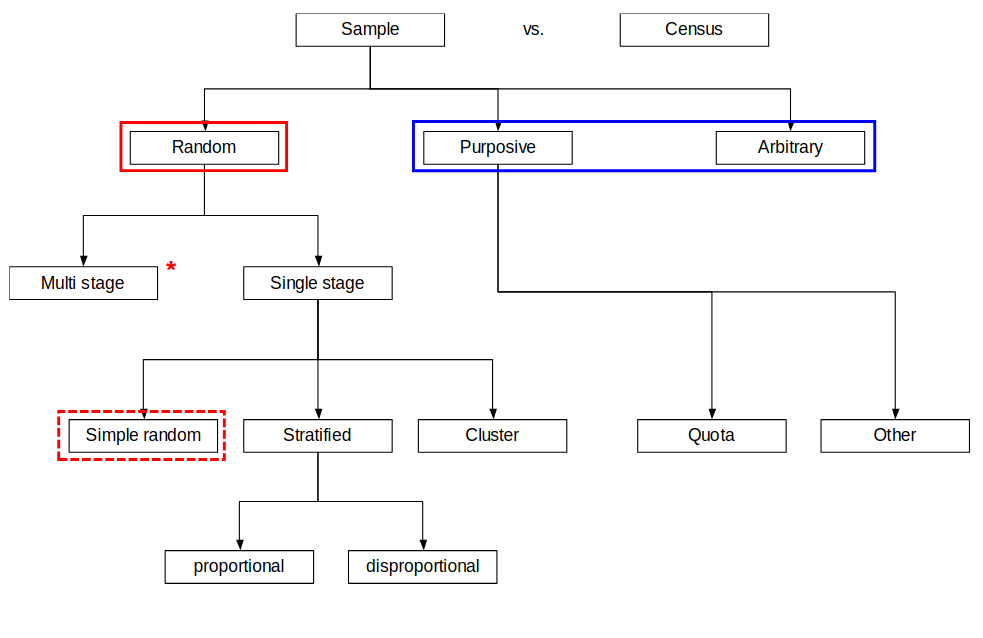 Sample
vs.
Census
Random
Purposive
Arbitrary
Multi stage
*
Single stage
Simple random
Stratified
Cluster
Quota
Other
proportional
disproportional